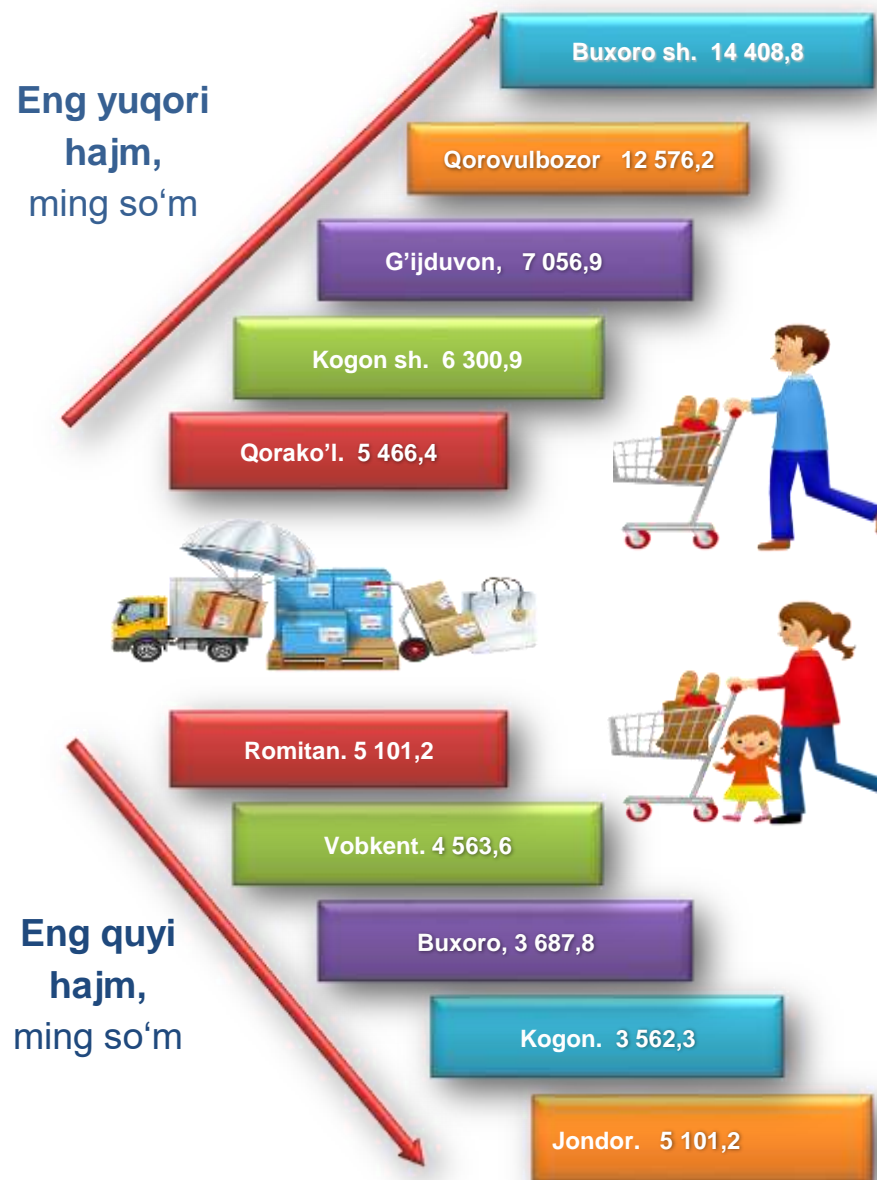 Eng yuqori
hajm,
ming so‘m
Buxoro sh. 14 408,8
Qorovulbozor 12 576,2
G’ijduvon, 7 056,9
Kogon sh. 6 300,9
Qorako’l. 5 466,4
Romitan. 5 101,2
Vobkent. 4 563,6
Buxoro, 3 687,8
Kogon. 3 562,3
Jondor. 5 101,2
Eng quyi
hajm,
ming so‘m